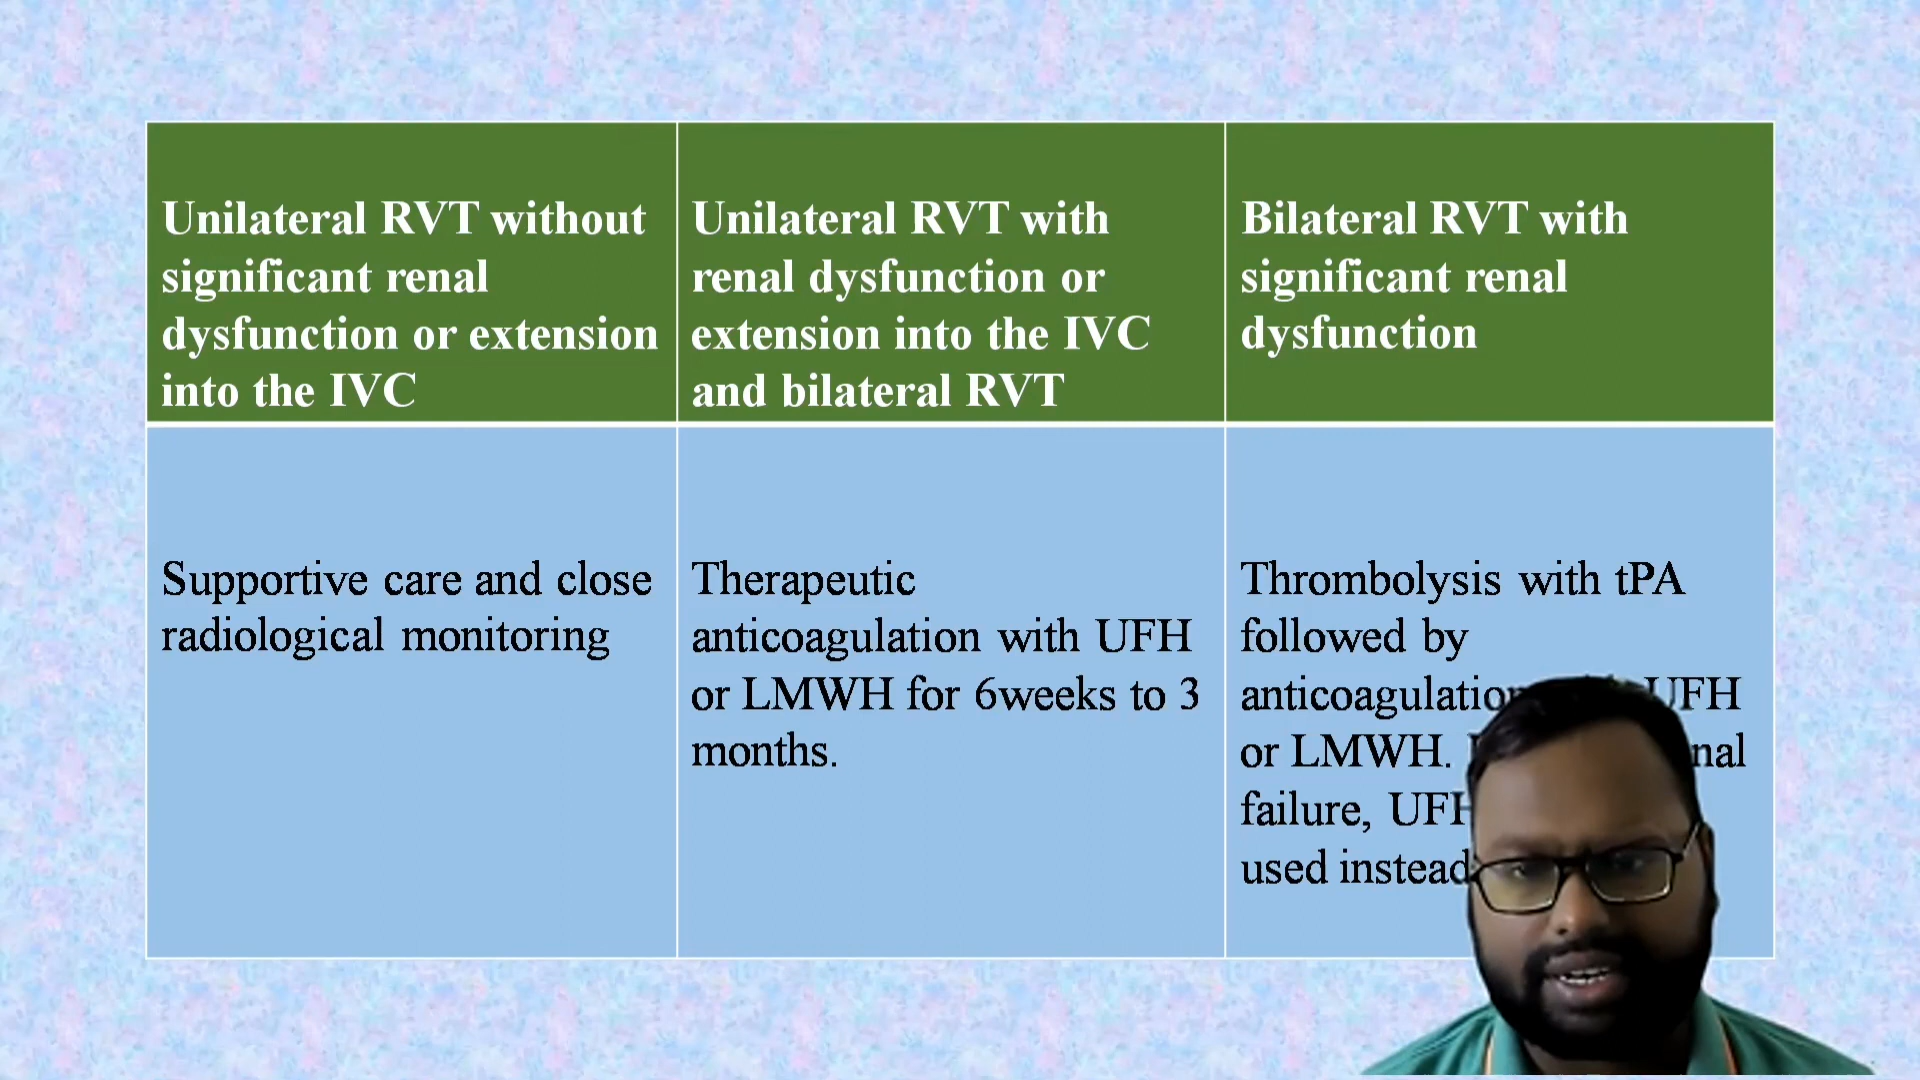 Unilateral RVT without
significant renal
dysfunction or extension
into the IVC
Unilateral RVT with
renal dysfunction or
extension into the IVC
and bilateral RVT
Bilateral RVT with
significant renal
dysfunction
Supportive care and close
radiological monitoring
Therapeutic
anticoagulation with UFH
or LMWH for 6weeks to 3
months.
Thrombolysis with tPA
followed by
UFH
or LMWH.
failure, UFH
used instead